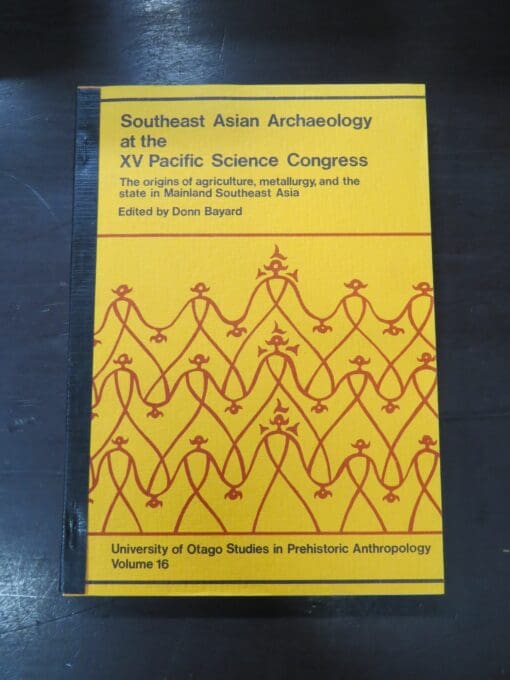 Southeast Asian Archaeology
at the
XV Pacific Science Congress
The origins of agriculture, metallurgy, and the
state in Mainland Southeast Asia
Edited by Donn Bayard
University of Otago Studies in Prehistoric Anthropology
Volume 16